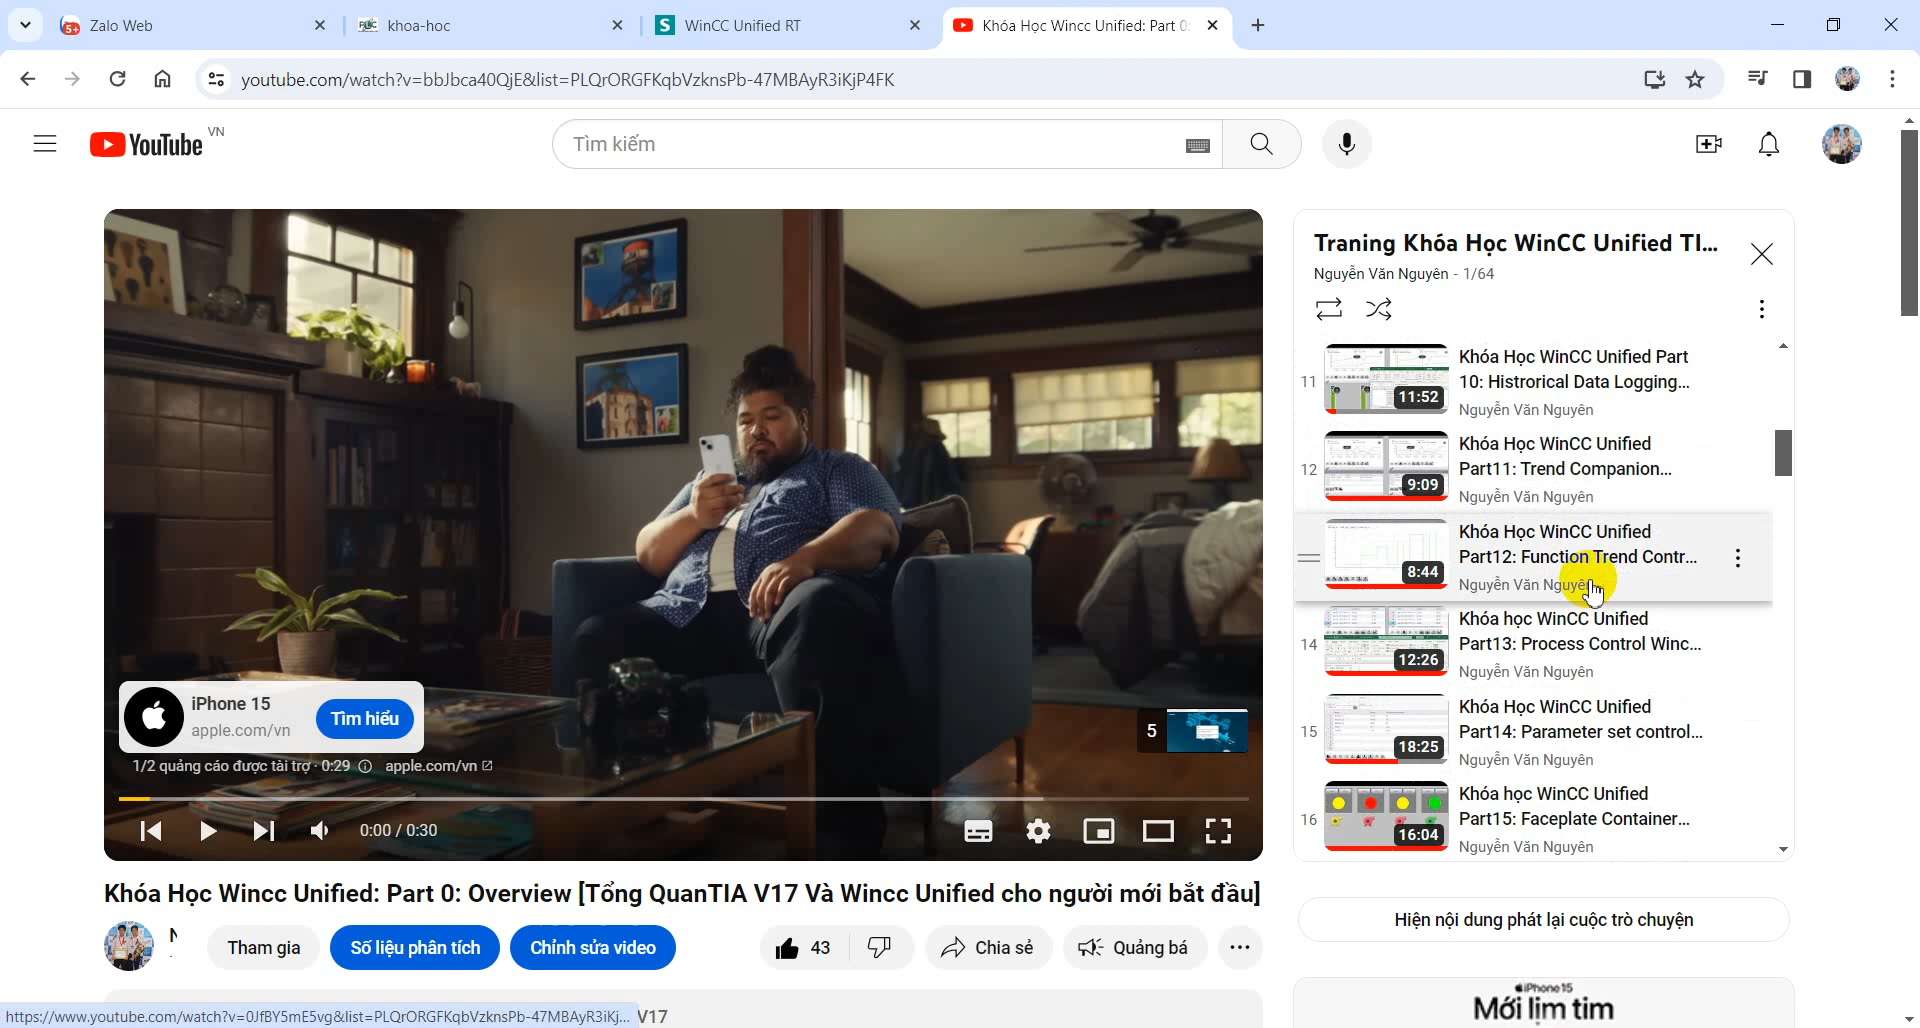 Zalo Web
khoa-hoc
WinCC Unified RT
Khóa Học Wincc Unified: Part 0:
youtube.com/watch?v=bbJbca40QjE&list=PLQrORGFKqbVzknsPb-47MBAyR3iKjP4FK
YouTube VN
Tìm kiếm
Traning Khóa Học WinCC Unified TI...
Nguyễn Văn Nguyên - 1/64
11
11:52
Khóa Học WinCC Unified Part
10: Histrorical Data Logging...
Nguyễn Văn Nguyên
12
9:09
Khóa Học WinCC Unified
Part11: Trend Companion...
Nguyễn Văn Nguyên
8:44
Khóa Học WinCC Unified
Part12: Function Trend Contr...
Nguyễn Văn Nguyên
14
12:26
Khóa học WinCC Unified
Part13: Process Control Winc...
Nguyễn Văn Nguyên
15
18:25
Khóa Học WinCC Unified
Part14: Parameter set control...
Nguyễn Văn Nguyên
16
16:04
Khóa học WinCC Unified
Part15: Faceplate Container...
Nguyễn Văn Nguyên
iPhone 15
apple.com/vn
Tìm hiểu
5
1/2 quảng cáo được tài trợ · 0:29
apple.com/vn
0:00 / 0:30
Khóa Học Wincc Unified: Part 0: Overview [Tổng QuanTIA V17 Và Wincc Unified cho người mới bắt đầu]
Tham gia
Số liệu phân tích
Chỉnh sửa video
43
Chia sẻ
Quảng bá
Hiện nội dung phát lại cuộc trò chuyện
iPhone 15
Mới lịm tim
https://www.youtube.com/watch?v=0JfBY5mE5vg&list=PLQrORGFKqbVzknsPb-47MBAyR3iKj...
V17